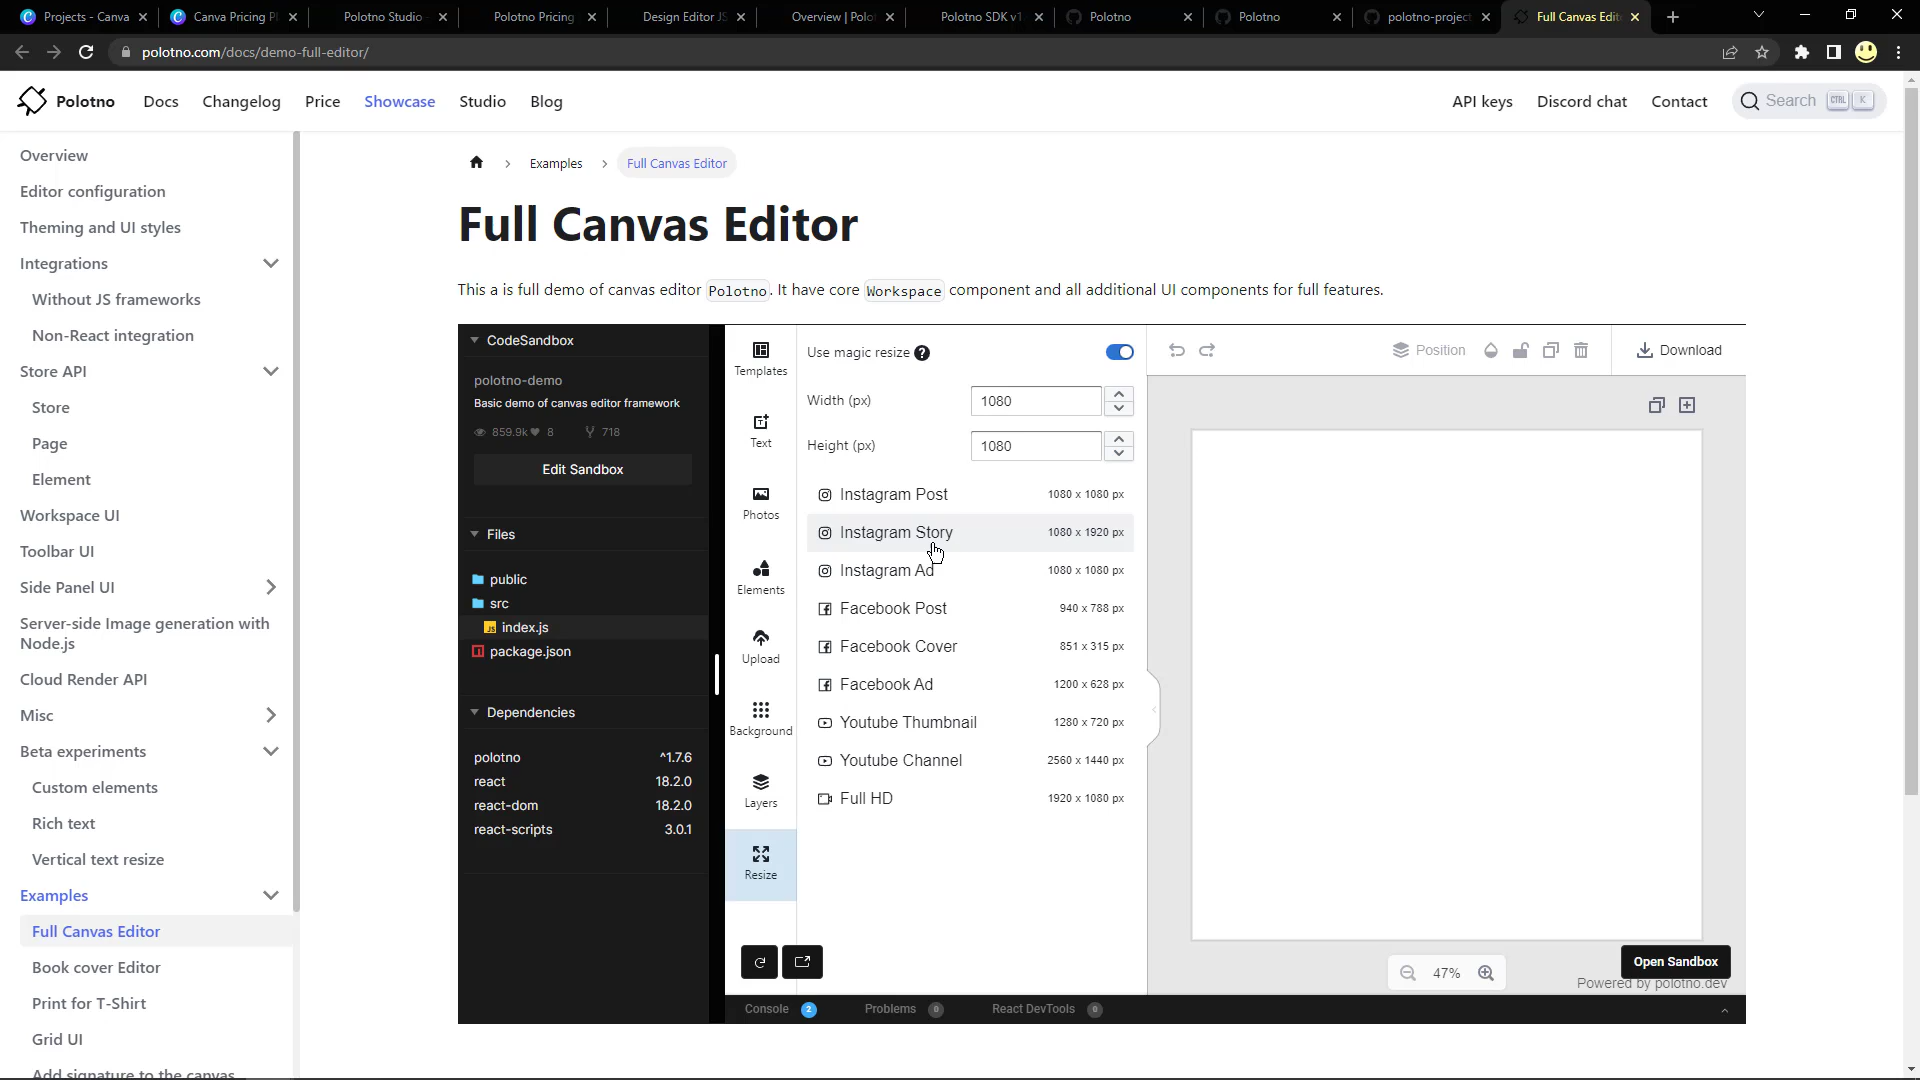 Projects - Canva
Canva Pricing Pl
Polotno Studio
Polotno Pricing
Design Editor JS
Overview | Polo
Polotno SDK v1
Polotno
Polotno
polotno-project
Full Canvas Edit
polotno.com/docs/demo-full-editor/
Polotno
Docs
Changelog
Price
Showcase
Studio
Blog
API keys
Discord chat
Contact
Search
CTRL
K
Overview
Editor configuration
Theming and UI styles
Integrations
Without JS frameworks
Non-React integration
Store API
Store
Page
Element
Workspace UI
Toolbar UI
Side Panel UI
Server-side Image generation with
Node.js
Cloud Render API
Misc
Beta experiments
Custom elements
Rich text
Vertical text resize
Examples
Full Canvas Editor
Book cover Editor
Print for T-Shirt
Grid UI
Add signature to the canvas
Examples
Full Canvas Editor
Full Canvas Editor
This a is full demo of canvas editor Polotno. It have core Workspace component and all additional UI components for full features.
CodeSandbox
polotno-demo
Basic demo of canvas editor framework
859.9k 8 718
Edit Sandbox
Files
public
src
JS index.js
package.json
Dependencies
polotno ^1.7.6
react 18.2.0
react-dom 18.2.0
react-scripts 3.0.1
Templates
Text
Photos
Elements
Upload
Background
Layers
Resize
Use magic resize ?
Width (px) 1080
Height (px) 1080
Instagram Post 1080 x 1080 px
Instagram Story 1080 x 1920 px
Instagram Ad 1080 x 1080 px
Facebook Post 940 x 788 px
Facebook Cover 851 x 315 px
Facebook Ad 1200 x 628 px
Youtube Thumbnail 1280 x 720 px
Youtube Channel 2560 x 1440 px
Full HD 1920 x 1080 px
Position
Download
47%
Open Sandbox
Powered by polotno.dev
Console 2
Problems 0
React DevTools 0